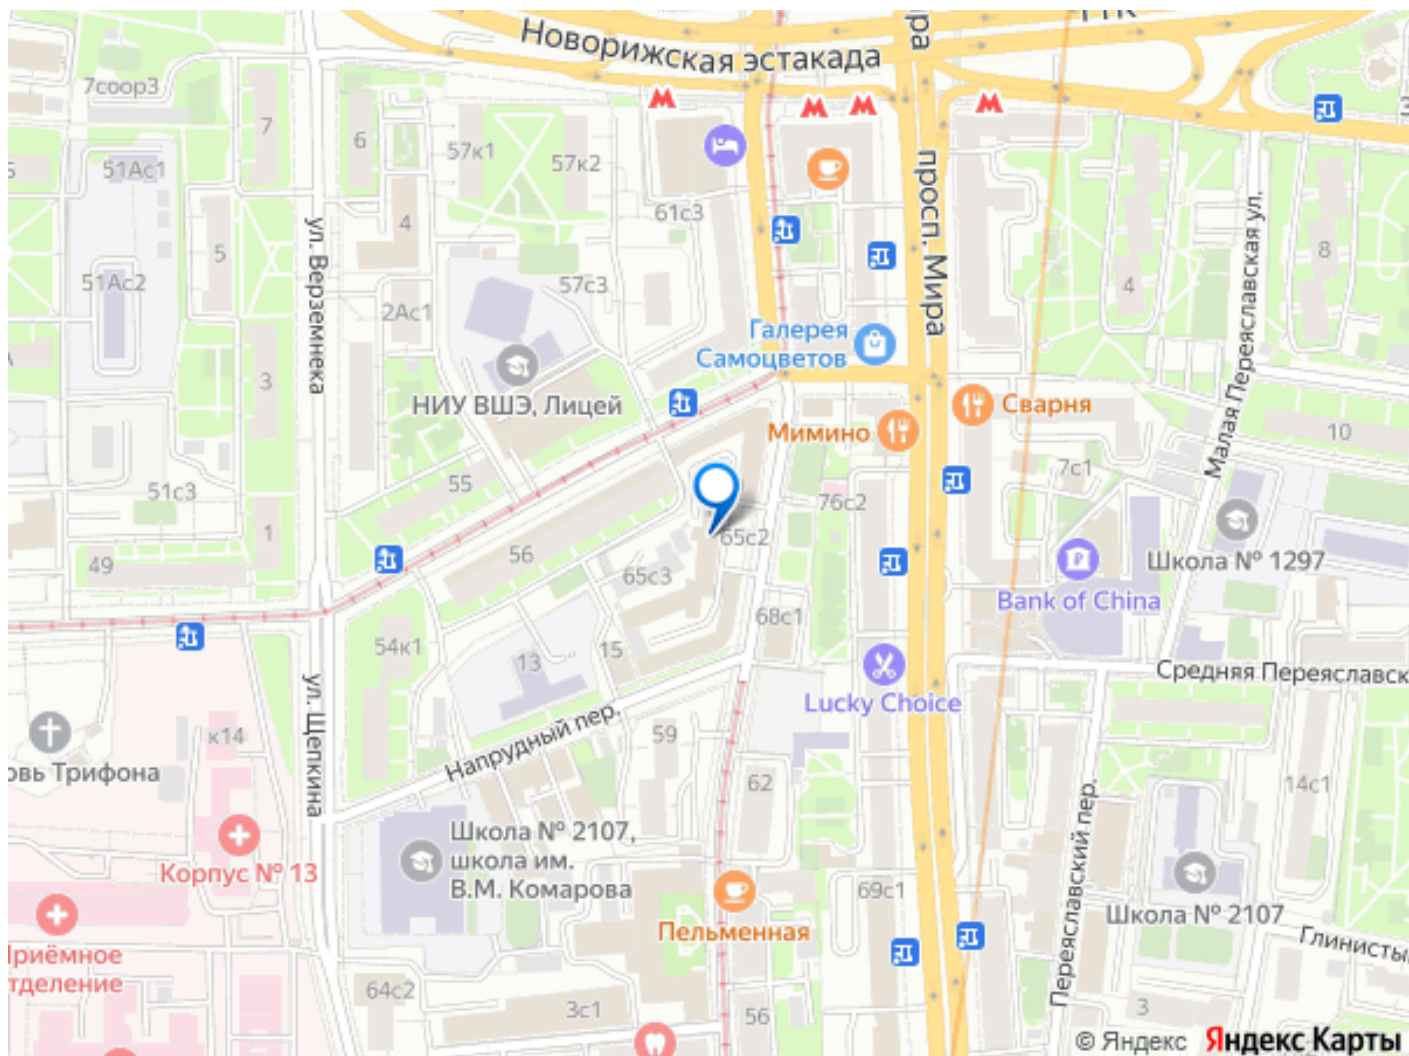 Новорижская эстакада
7соор3
7
6
57к1
57к2
51Ас1
61с3
4
5
просп. Мира
ул. Верземнека
Малая Переяславская ул.
8
57с3
51Ас2
4
2Ас1
Галерея
Самоцветов
3
НИУ ВШЭ, Лицей
Сварня
Мимино
10
7с1
55
51с3
76с2
1
65с2
Школа № 1297
56
49
65с3
Bank of China
68с1
54к1
15
13
Средняя Переяславск
Lucky Choice
ул. Щепкина
Напрудный пер.
к14
59
овь Трифона
62
14с1
Переяславский пер.
Школа № 2107,
школа им.
В.М. Комарова
Корпус № 13
69с1
Школа № 2107
Пельменная
Глинисты
Приёмное
тделение
64с2
3с1
56
3
© Яндекс Яндекс Карты